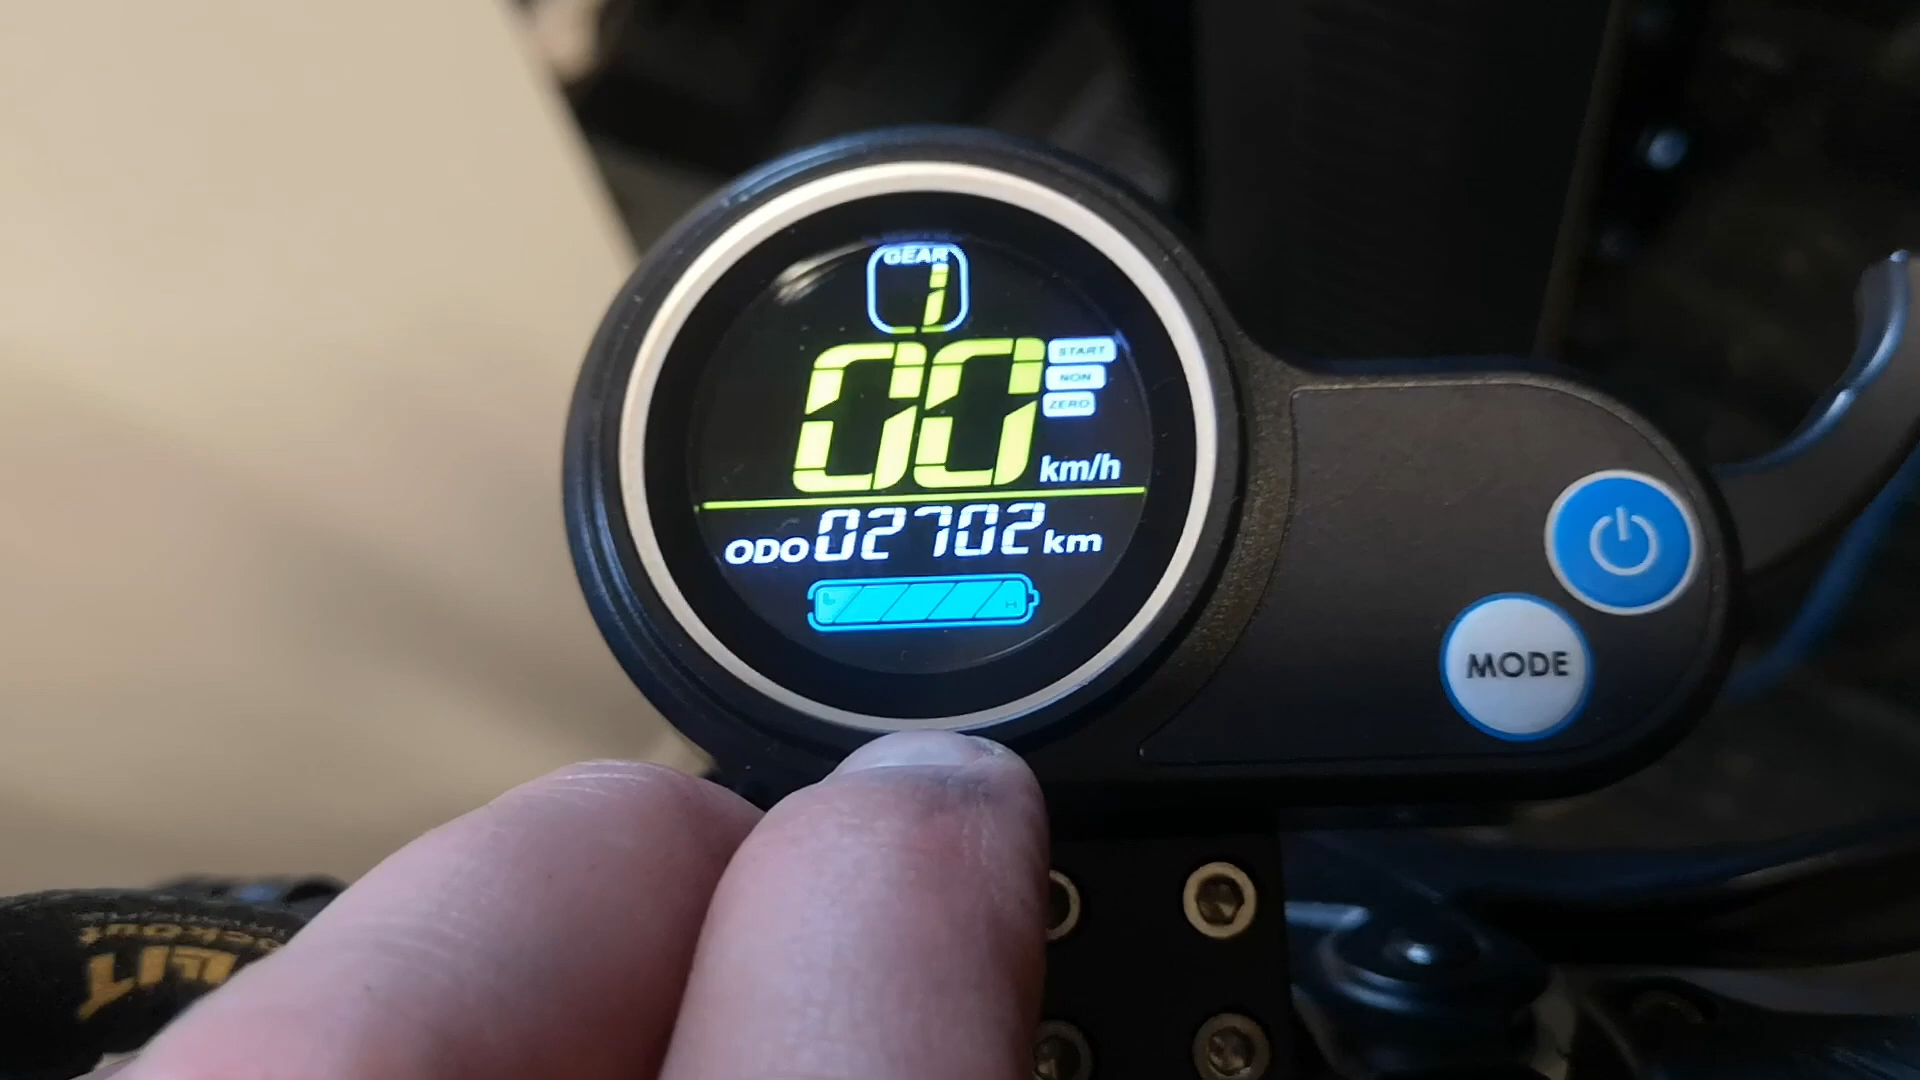 GEAR
1
00
START
NON
ZERO
km/h
ODO 02702 km
L H
MODE